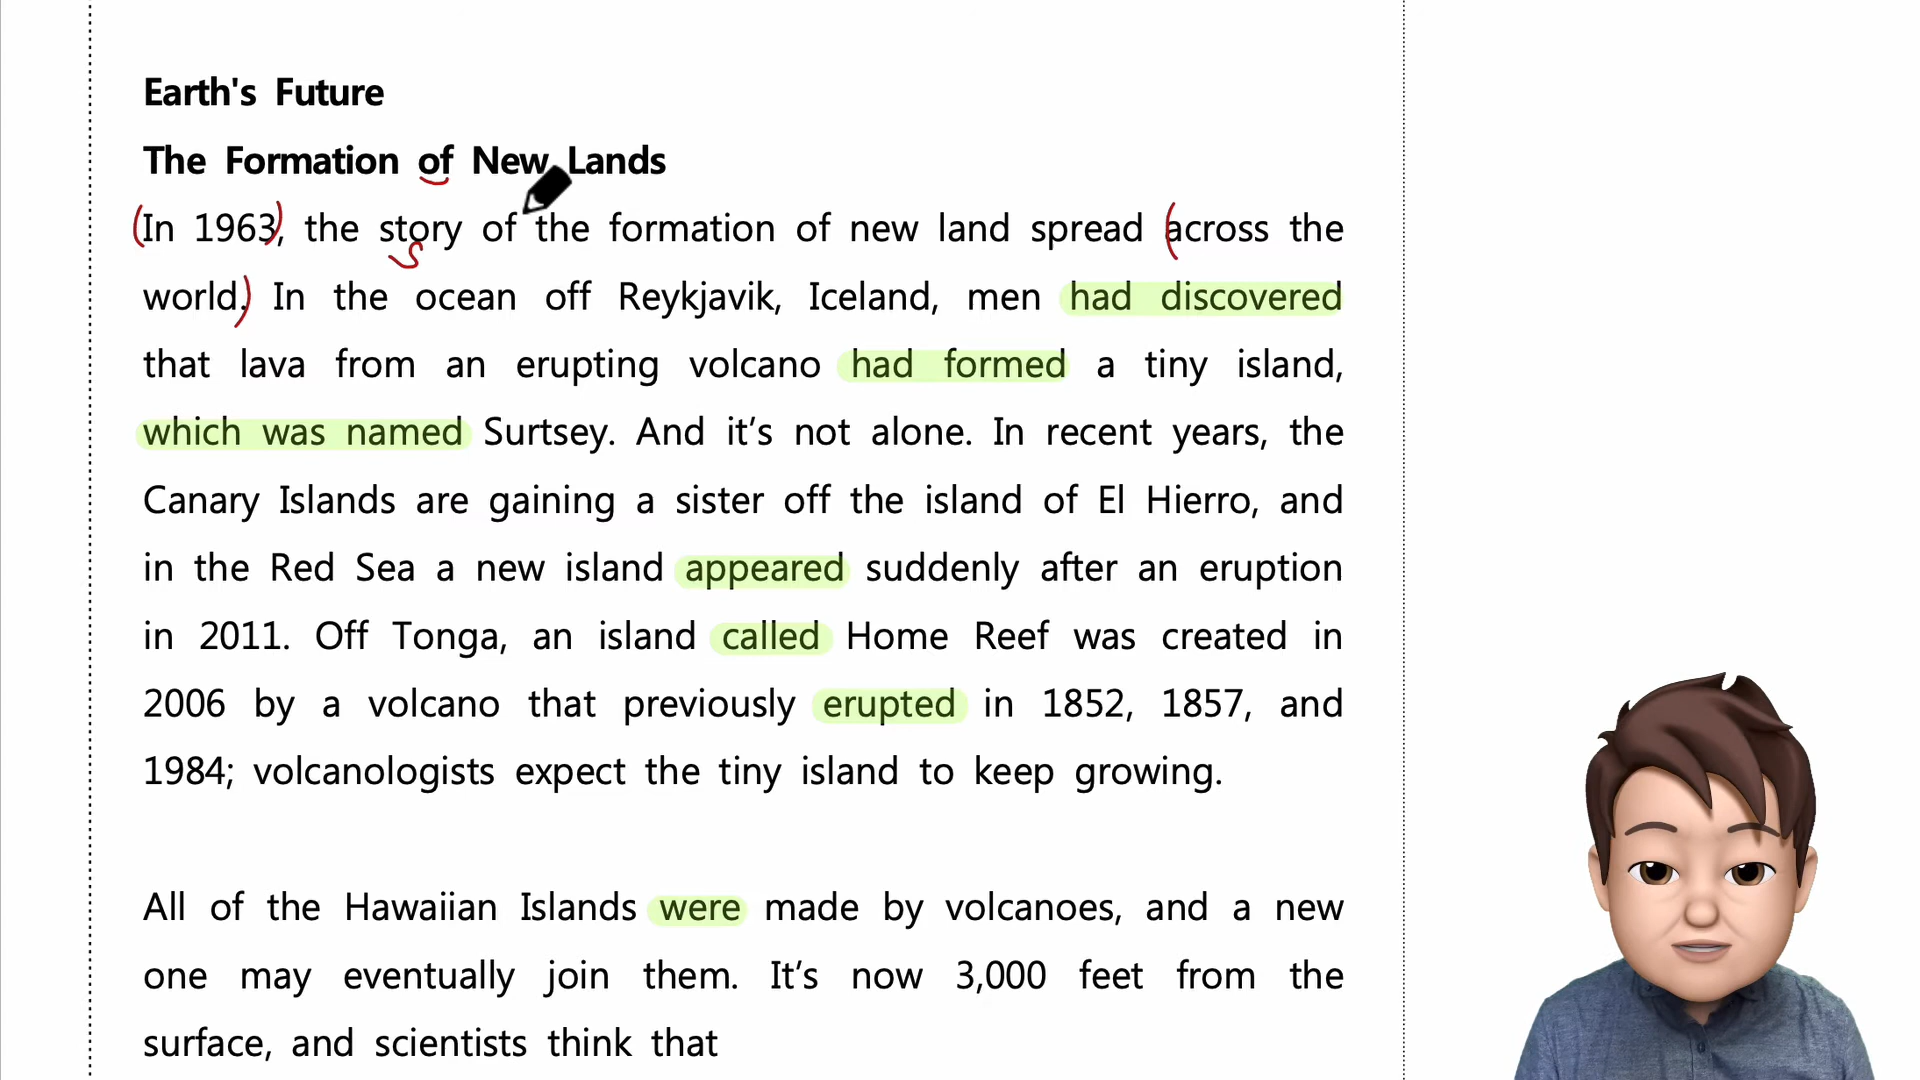 Earth's Future
The Formation of New Lands
(In 1963), the story of the formation of new land spread (across the
S
world.) In the ocean off Reykjavik, Iceland, men had discovered
that lava from an erupting volcano had formed a tiny island,
which was named Surtsey. And it’s not alone. In recent years, the
Canary Islands are gaining a sister off the island of El Hierro, and
in the Red Sea a new island appeared suddenly after an eruption
in 2011. Off Tonga, an island called Home Reef was created in
2006 by a volcano that previously erupted in 1852, 1857, and
1984; volcanologists expect the tiny island to keep growing.
All of the Hawaiian Islands were made by volcanoes, and a new
one may eventually join them. It’s now 3,000 feet from the
surface, and scientists think that